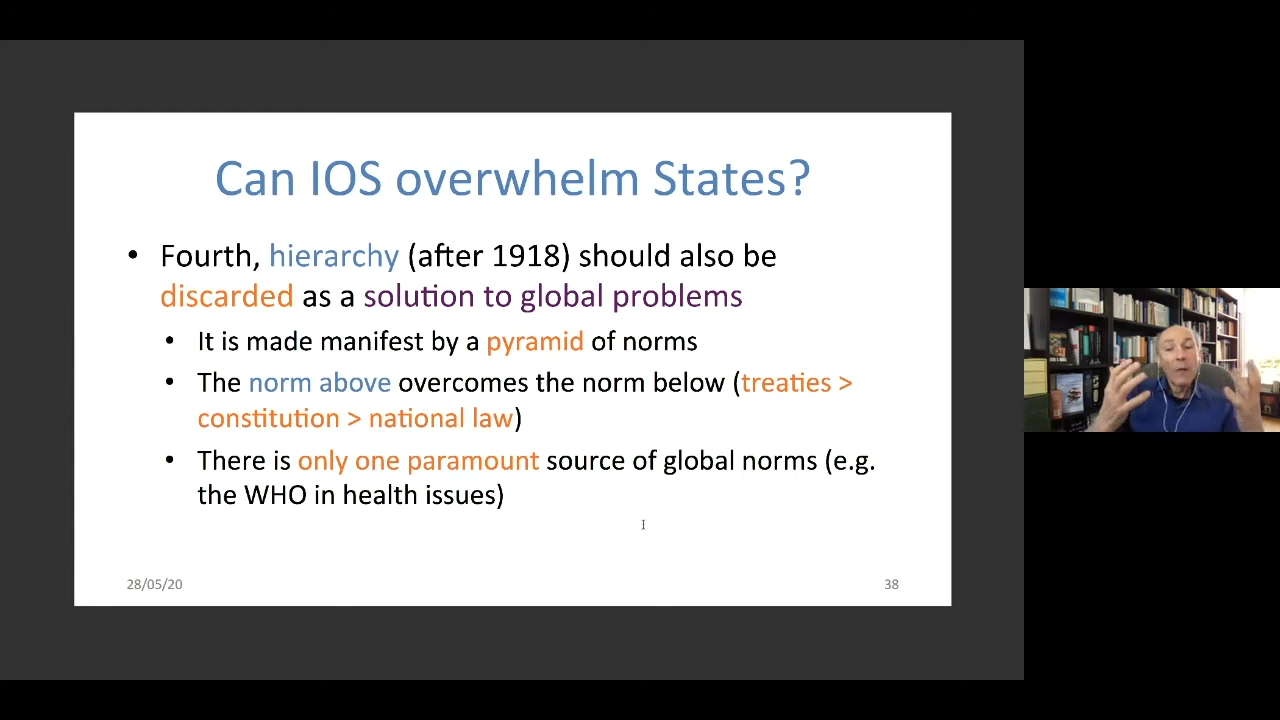 Can IOS overwhelm States?
• Fourth, hierarchy (after 1918) should also be
discarded as a solution to global problems
• It is made manifest by a pyramid of norms
• The norm above overcomes the norm below (treaties >
constitution > national law)
• There is only one paramount source of global norms (e.g.
the WHO in health issues)
28/05/20
38